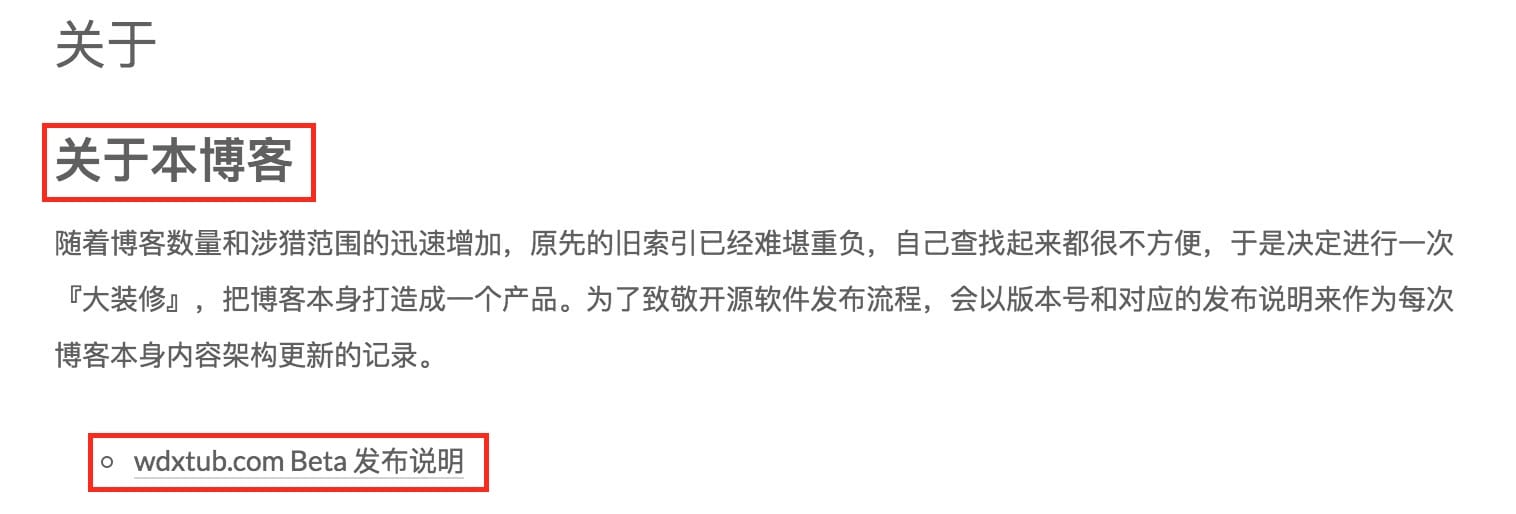 关于
关于本博客
随着博客数量和涉猎范围的迅速增加，原先的旧索引已经难堪重负，自己查找起来都很不方便，于是决定进行一次
『大装修』，把博客本身打造成一个产品。为了致敬开源软件发布流程，会以版本号和对应的发布说明来作为每次
博客本身内容架构更新的记录。
wdxtub.com Beta 发布说明